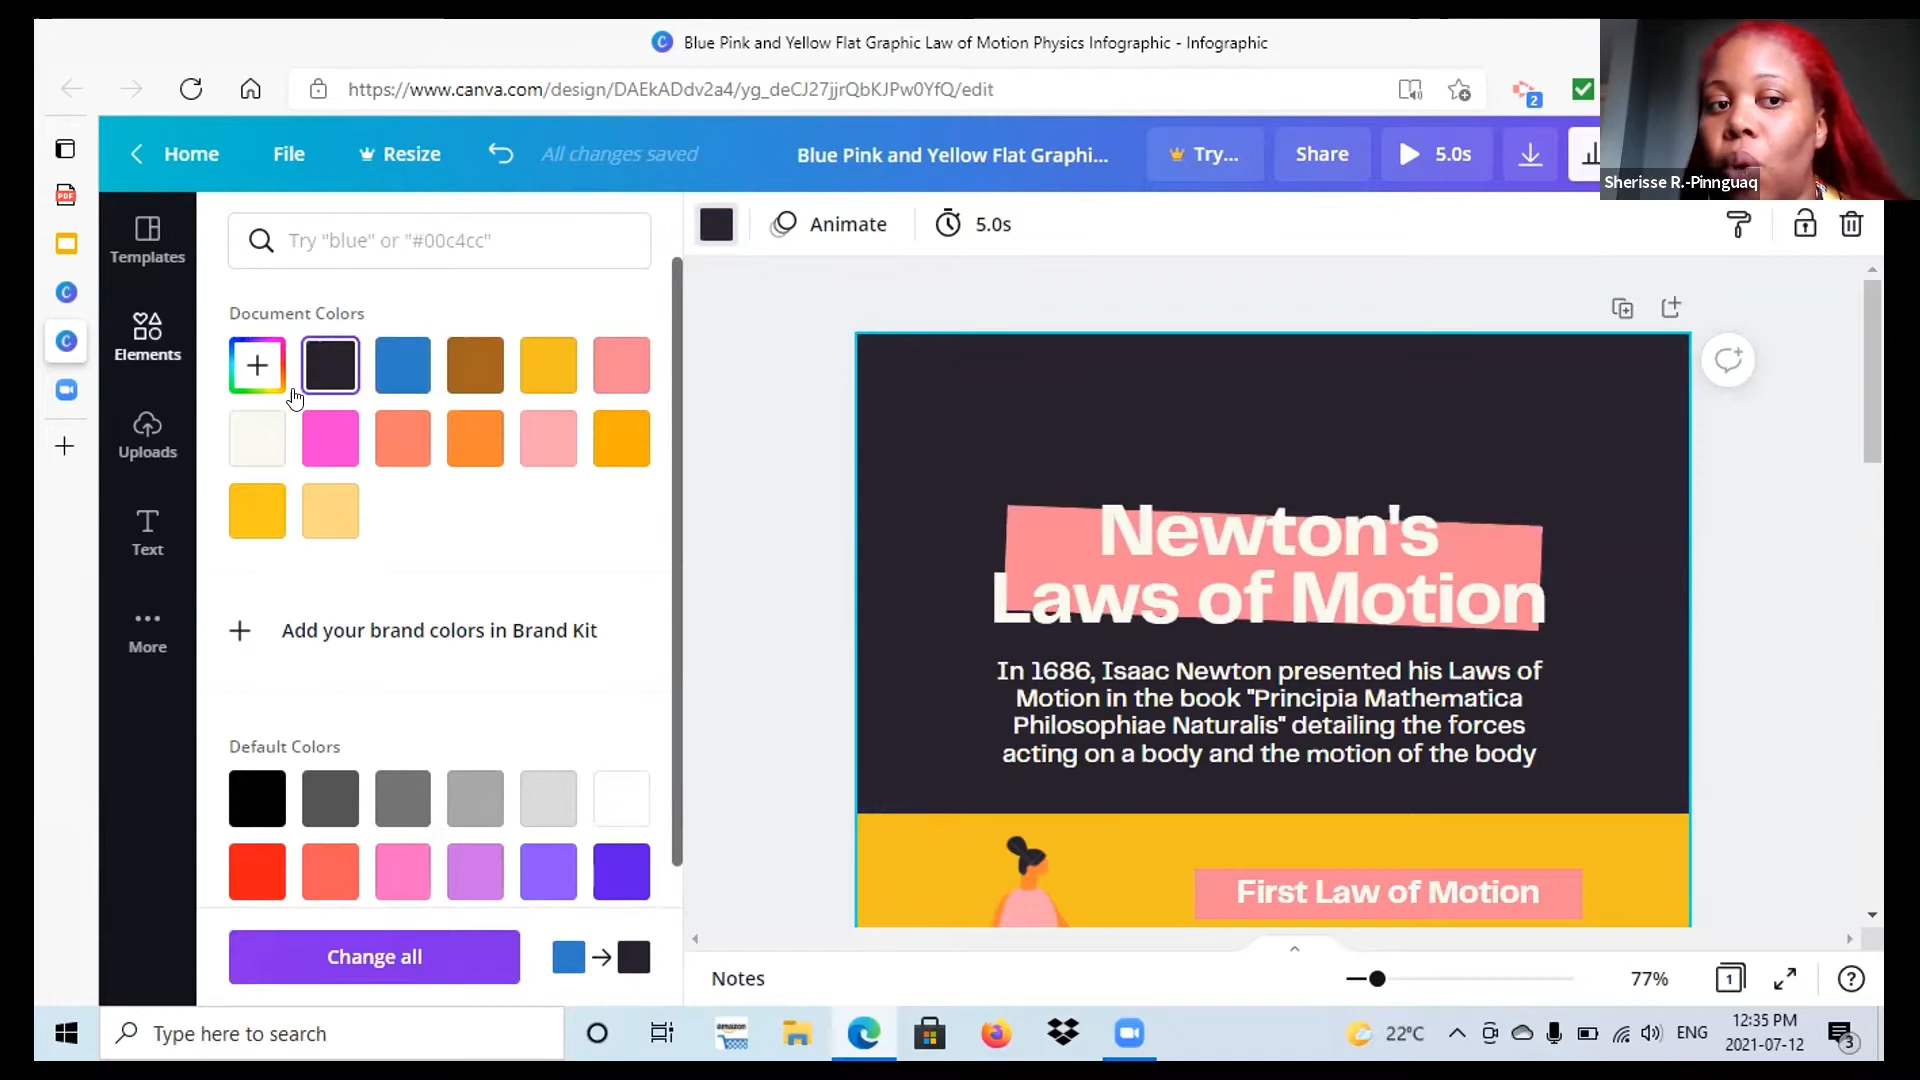 Blue Pink and Yellow Flat Graphic Law of Motion Physics Infographic - Infographic
https://www.canva.com/design/DAEkADdv2a4/yg_deCJ27jjrQbKJPw0YfQ/edit
2
Sherisse R.-Pinnguaq
Home
File
Resize
All changes saved
Blue Pink and Yellow Flat Graphi...
Try...
Share
5.0s
PDF
C
C
Templates
Elements
Uploads
Text
More
Try "blue" or "#00c4cc"
Animate
5.0s
Document Colors
Add your brand colors in Brand Kit
Default Colors
Change all
Newton's
Laws of Motion
In 1686, Isaac Newton presented his Laws of
Motion in the book "Principia Mathematica
Philosophiae Naturalis" detailing the forces
acting on a body and the motion of the body
First Law of Motion
Notes
77%
1
?
Type here to search
amazon
22°C
ENG
12:35 PM
2021-07-12
3